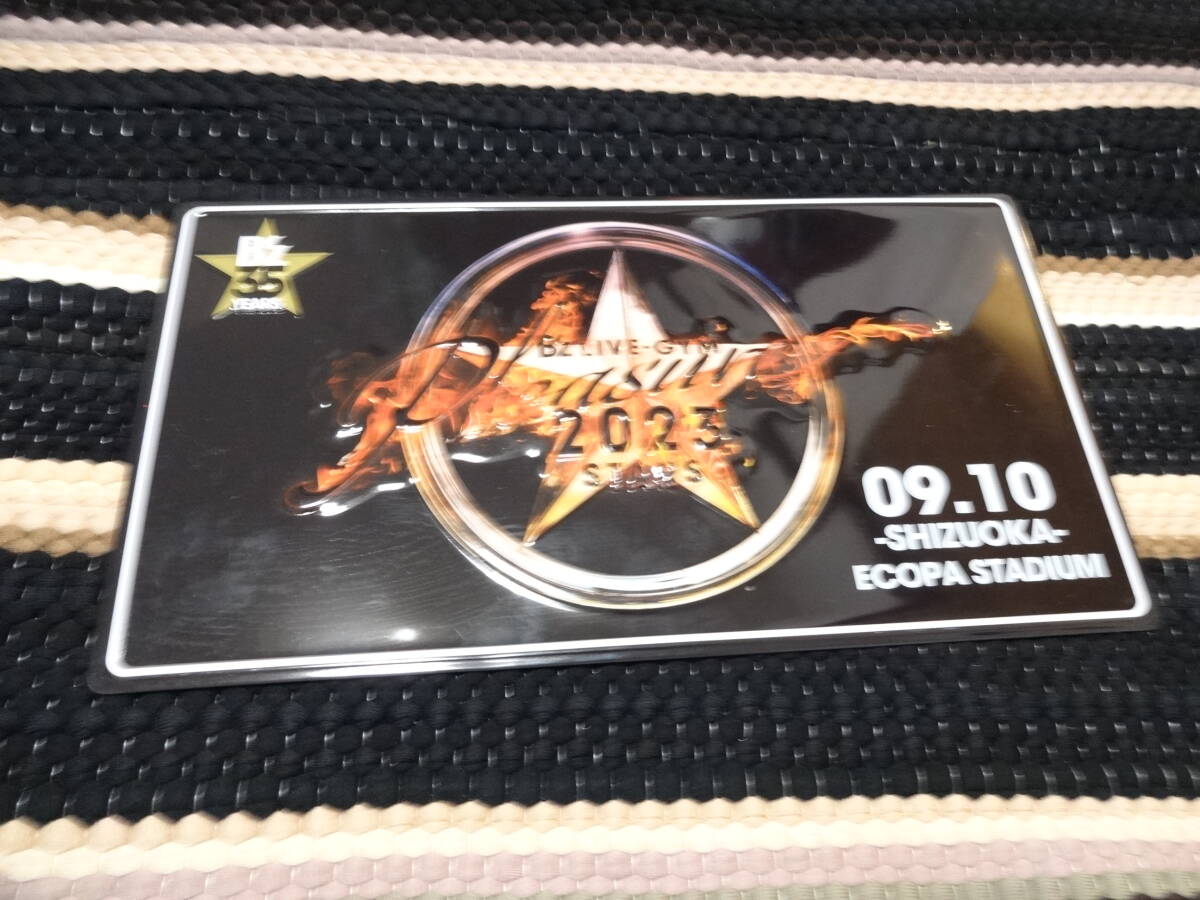 B'z
35
YEARS
B'z LIVE-GYM
Pleasure
2023
STARS
09.10
-SHIZUOKA-
ECOPA STADIUM